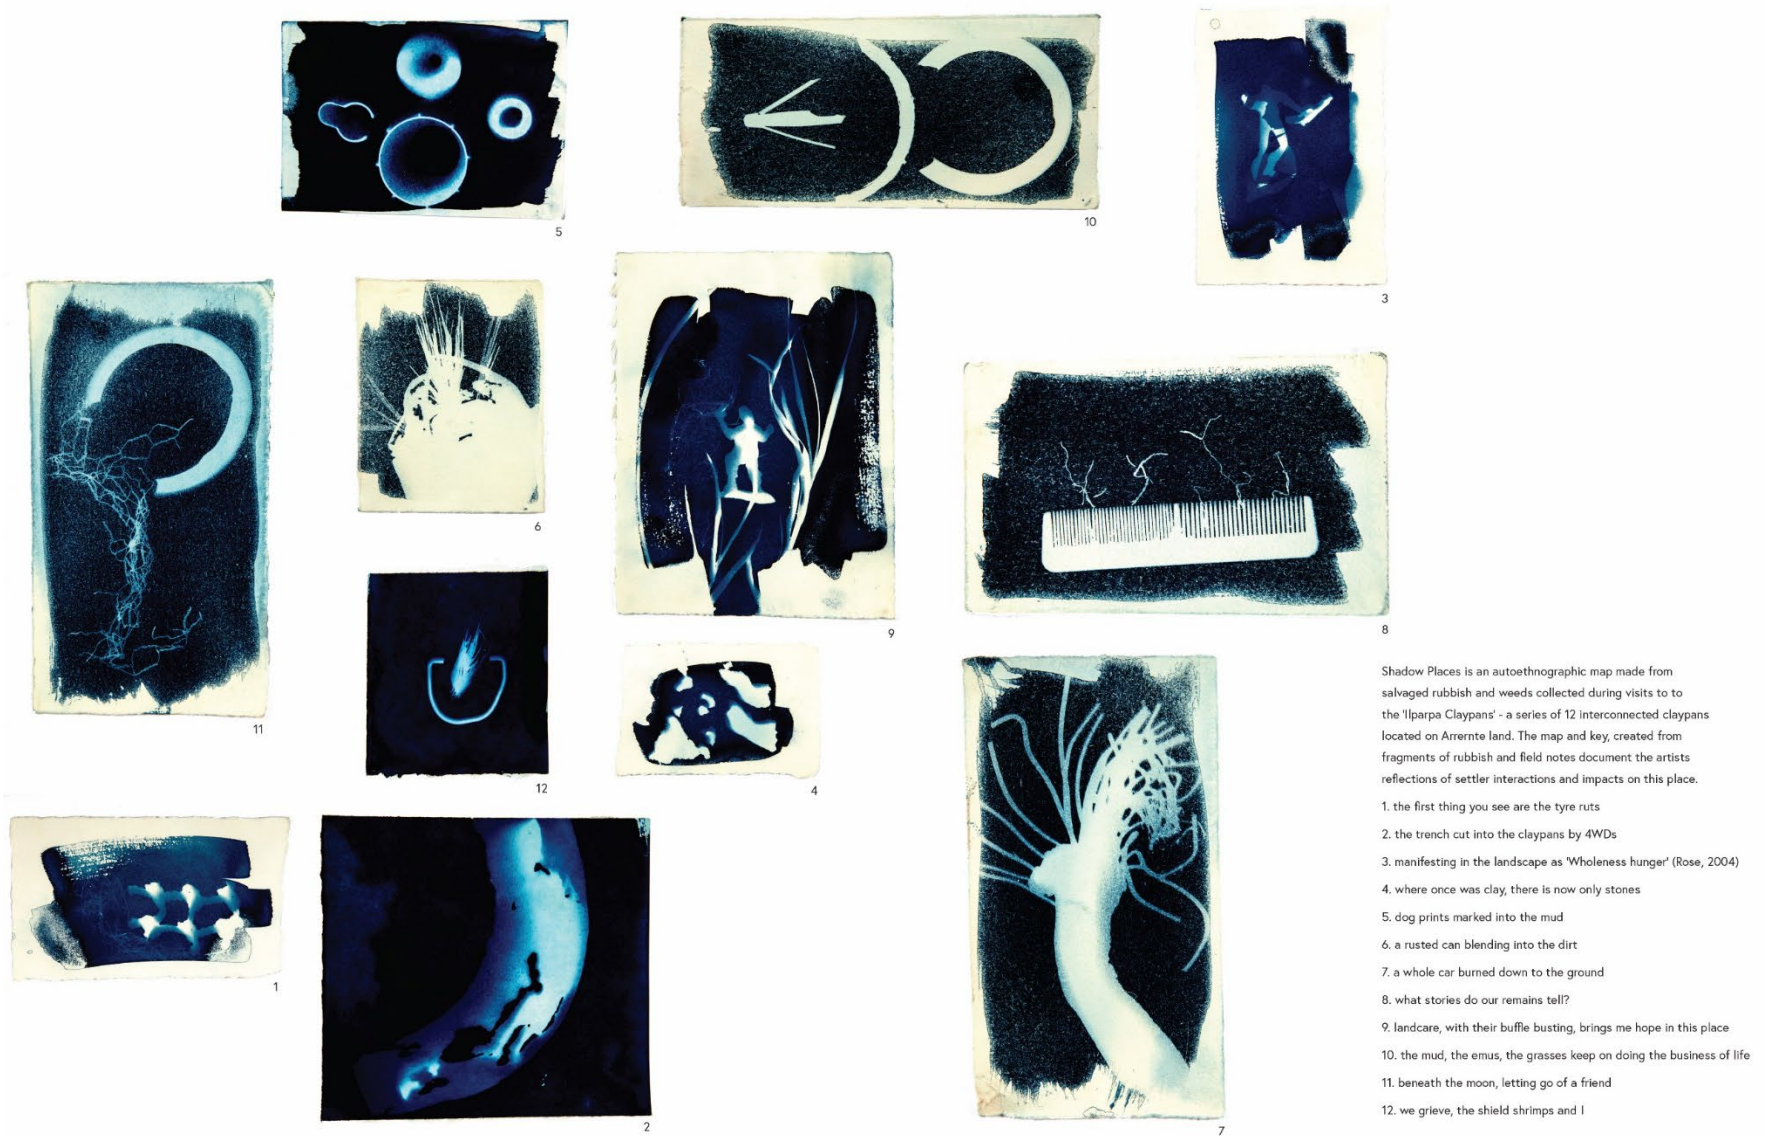 5
10
3
11
6
9
8
12
4
1
2
7
Shadow Places is an autoethnographic map made from
salvaged rubbish and weeds collected during visits to to
the 'Ilparpa Claypans' - a series of 12 interconnected claypans
located on Arrernte land. The map and key, created from
fragments of rubbish and field notes document the artists
reflections of settler interactions and impacts on this place.
1. the first thing you see are the tyre ruts
2. the trench cut into the claypans by 4WDs
3. manifesting in the landscape as 'Wholeness hunger' (Rose, 2004)
4. where once was clay, there is now only stones
5. dog prints marked into the mud
6. a rusted can blending into the dirt
7. a whole car burned down to the ground
8. what stories do our remains tell?
9. landcare, with their buffle busting, brings me hope in this place
10. the mud, the emus, the grasses keep on doing the business of life
11. beneath the moon, letting go of a friend
12. we grieve, the shield shrimps and I